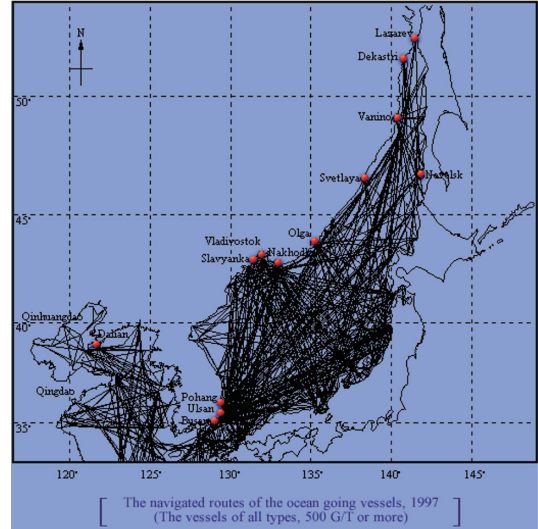 N
Lazarev
Dekastri
50°
Vanino
Svetlaya
Nevelsk
45°
Olga
Vladivostok
Nakhodka
Slavyanka
40°
Qinhuangdao
Dalian
Qingdao
Pohang
Ulsan
Busan
35°
120° 125° 130° 135° 140° 145°
The navigated routes of the ocean going vessels, 1997
(The vessels of all types, 500 G/T or more)